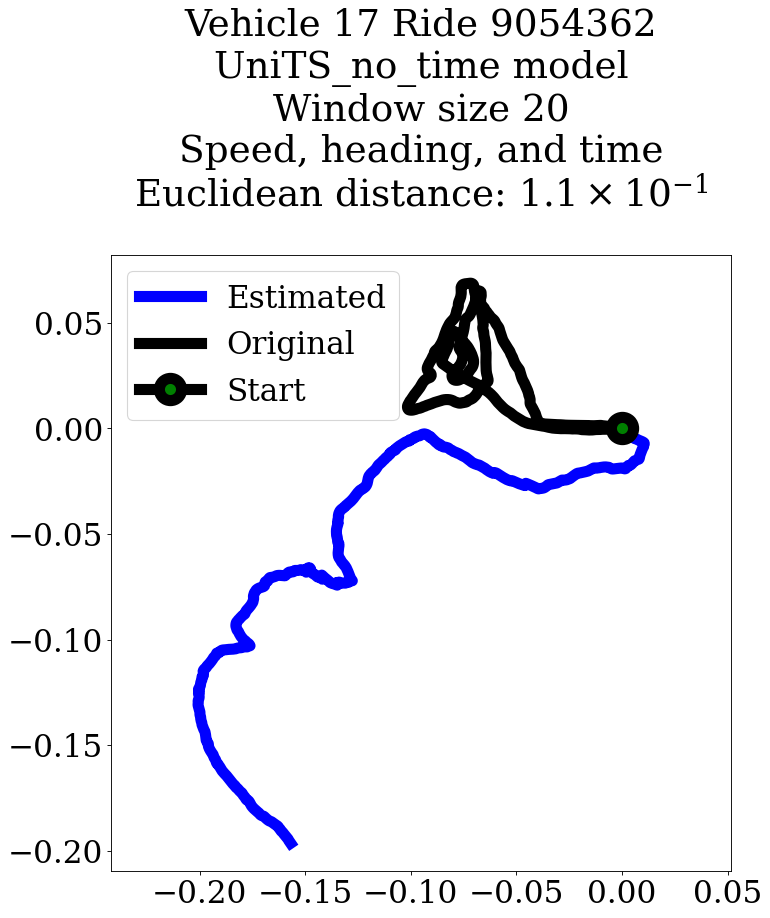 Vehicle 17 Ride 9054362
UniTS_no_time model
Window size 20
Speed, heading, and time
Euclidean distance: 1.1 × 10⁻¹
Estimated
Original
Start
0.05
0.00
−0.05
−0.10
−0.15
−0.20
−0.20 −0.15 −0.10 −0.05 0.00 0.05